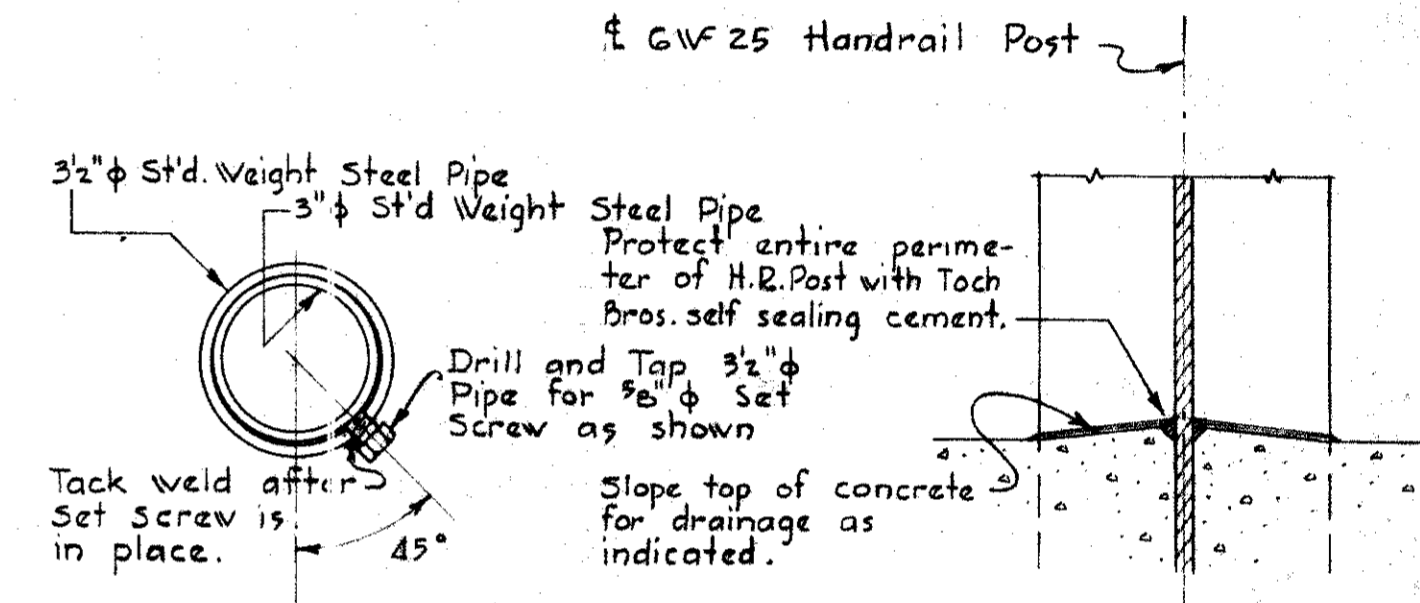 ℄ 6WF25 Handrail Post
3½"ϕ St'd. Weight Steel Pipe
3"ϕ St'd Weight Steel Pipe
Protect entire perime-
ter of H.R. Post with Toch
Bros. self sealing cement.
Drill and Tap 3½"ϕ
Pipe for ⅝"ϕ Set
Screw as shown
Tack weld after
Set Screw is
in place.
45°
Slope top of concrete
for drainage as
indicated.